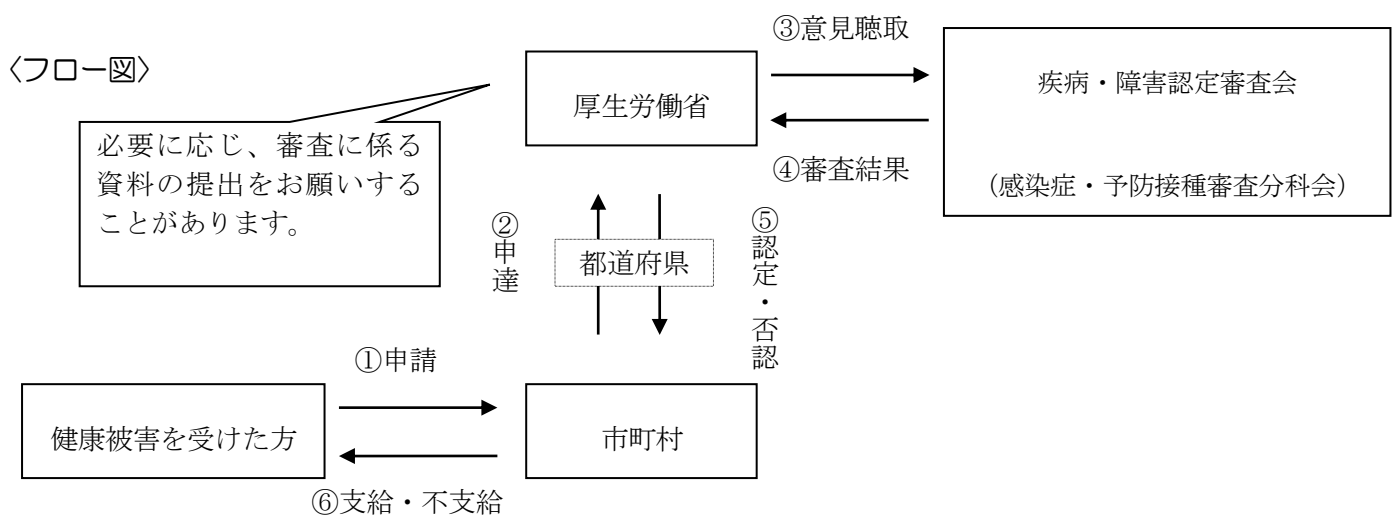 〈フロー図〉
③意見聴取
疾病・障害認定審査会
厚生労働省
必要に応じ、審査に係る
資料の提出をお願いする
ことがあります。
④審査結果
(感染症・予防接種審査分科会)
②申達
都道府県
⑤認定・否認
①申請
健康被害を受けた方
市町村
⑥支給・不支給